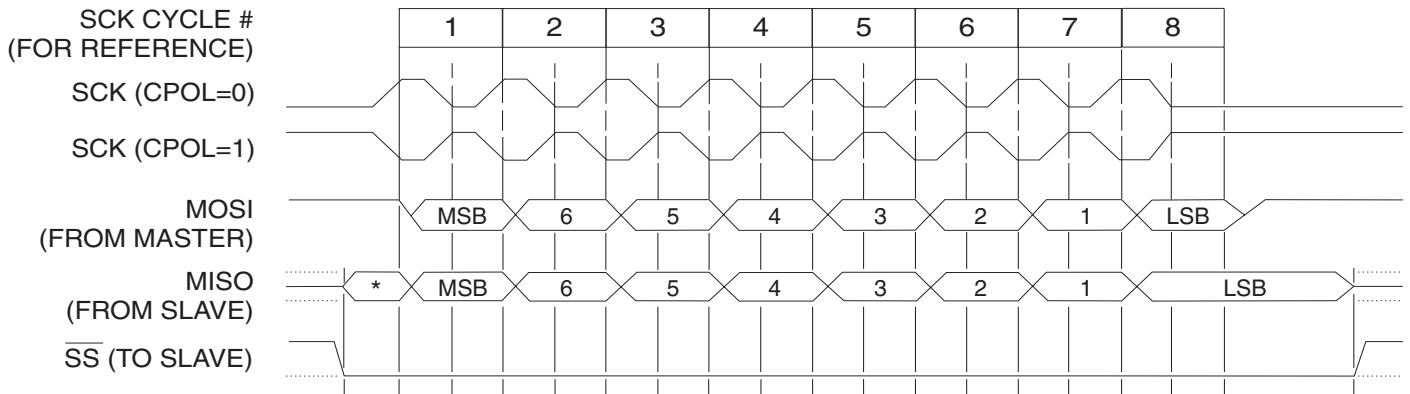 SCK CYCLE #
(FOR REFERENCE)
1 2 3 4 5 6 7 8
SCK (CPOL=0)
SCK (CPOL=1)
MOSI
(FROM MASTER)
MSB 6 5 4 3 2 1 LSB
MISO
(FROM SLAVE)
* MSB 6 5 4 3 2 1 LSB
SS (TO SLAVE)